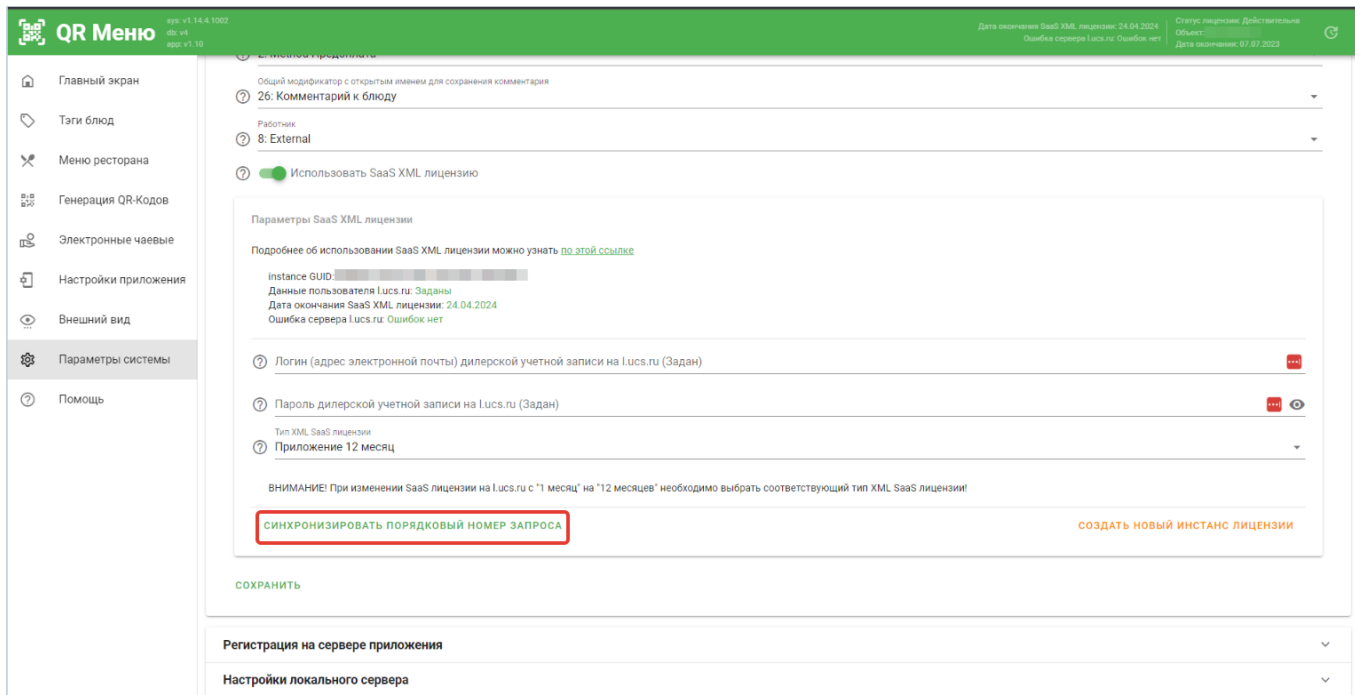 QR Меню
sys: v1.14.4.1002
db: v4
app: v1.10
Дата окончания SaaS XML лицензии: 24.04.2024
Ошибка сервера l.ucs.ru: Ошибок нет
Статус лицензии: Действительна
Объект:
Дата окончания: 07.07.2023
Главный экран
Тэги блюд
Меню ресторана
Генерация QR-Кодов
Электронные чаевые
Настройки приложения
Внешний вид
Параметры системы
Помощь
Общий модификатор с открытым именем для сохранения комментария
26: Комментарий к блюду
Работник
8: External
Использовать SaaS XML лицензию
Параметры SaaS XML лицензии
Подробнее об использовании SaaS XML лицензии можно узнать по этой ссылке
instance GUID:
Данные пользователя l.ucs.ru: Заданы
Дата окончания SaaS XML лицензии: 24.04.2024
Ошибка сервера l.ucs.ru: Ошибок нет
Логин (адрес электронной почты) дилерской учетной записи на l.ucs.ru (Задан)
Пароль дилерской учетной записи на l.ucs.ru (Задан)
Тип XML SaaS лицензии
Приложение 12 месяц
ВНИМАНИЕ! При изменении SaaS лицензии на l.ucs.ru с "1 месяц" на "12 месяцев" необходимо выбрать соответствующий тип XML SaaS лицензии!
СИНХРОНИЗИРОВАТЬ ПОРЯДКОВЫЙ НОМЕР ЗАПРОСА
СОЗДАТЬ НОВЫЙ ИНСТАНС ЛИЦЕНЗИИ
СОХРАНИТЬ
Регистрация на сервере приложения
Настройки локального сервера